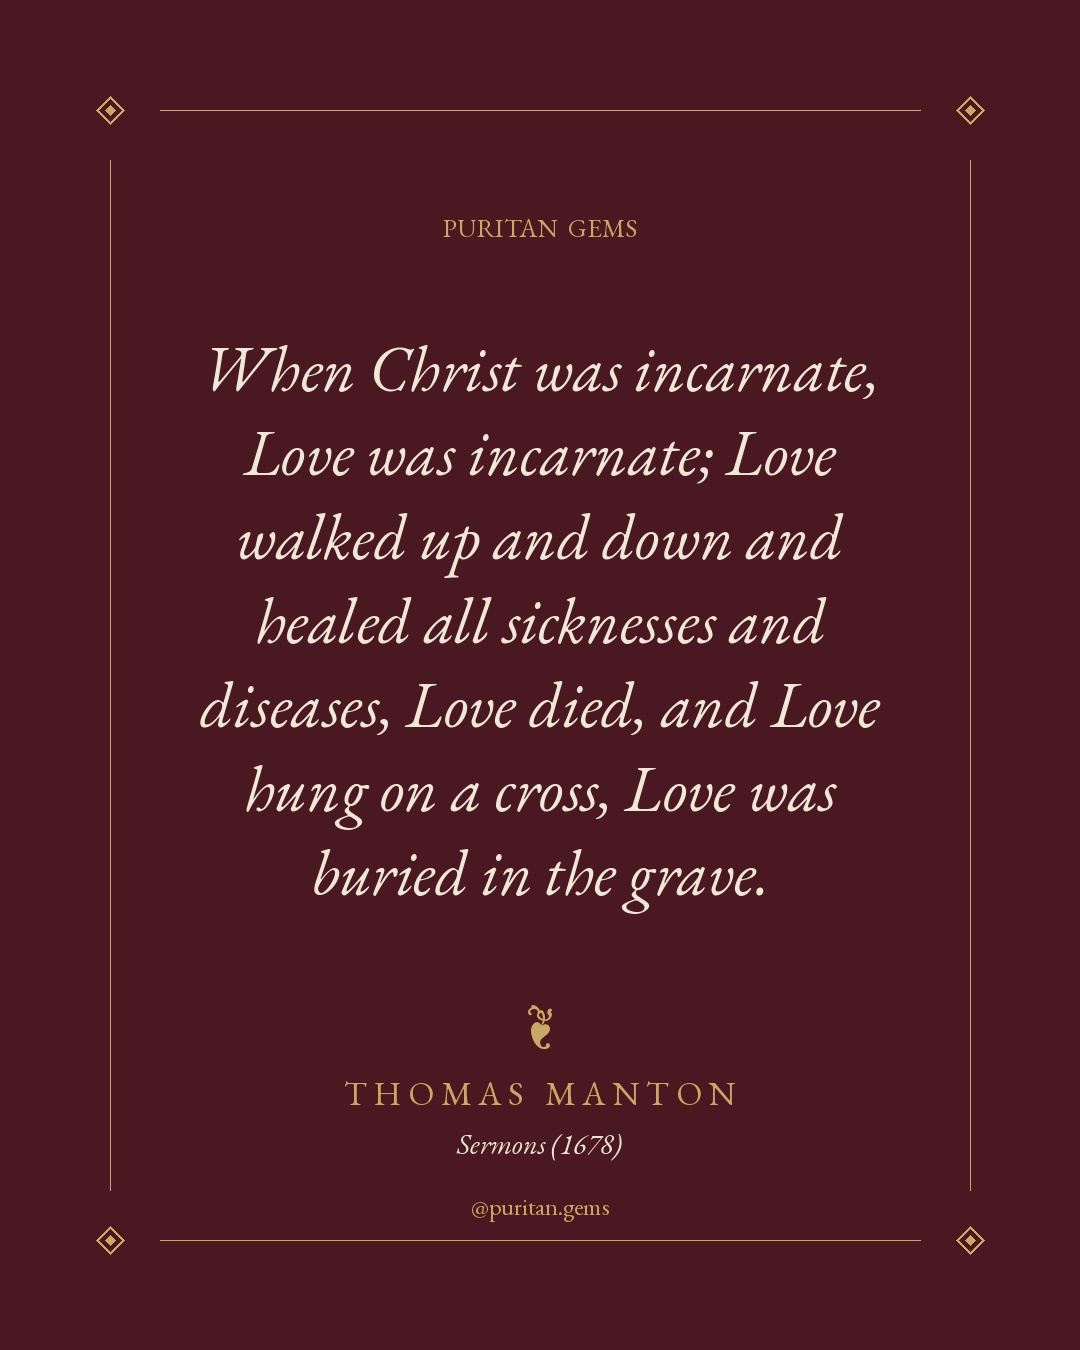 PURITAN GEMS
When Christ was incarnate,
Love was incarnate; Love
walked up and down and
healed all sicknesses and
diseases, Love died, and Love
hung on a cross, Love was
buried in the grave.
THOMAS MANTON
Sermons (1678)
@puritan.gems